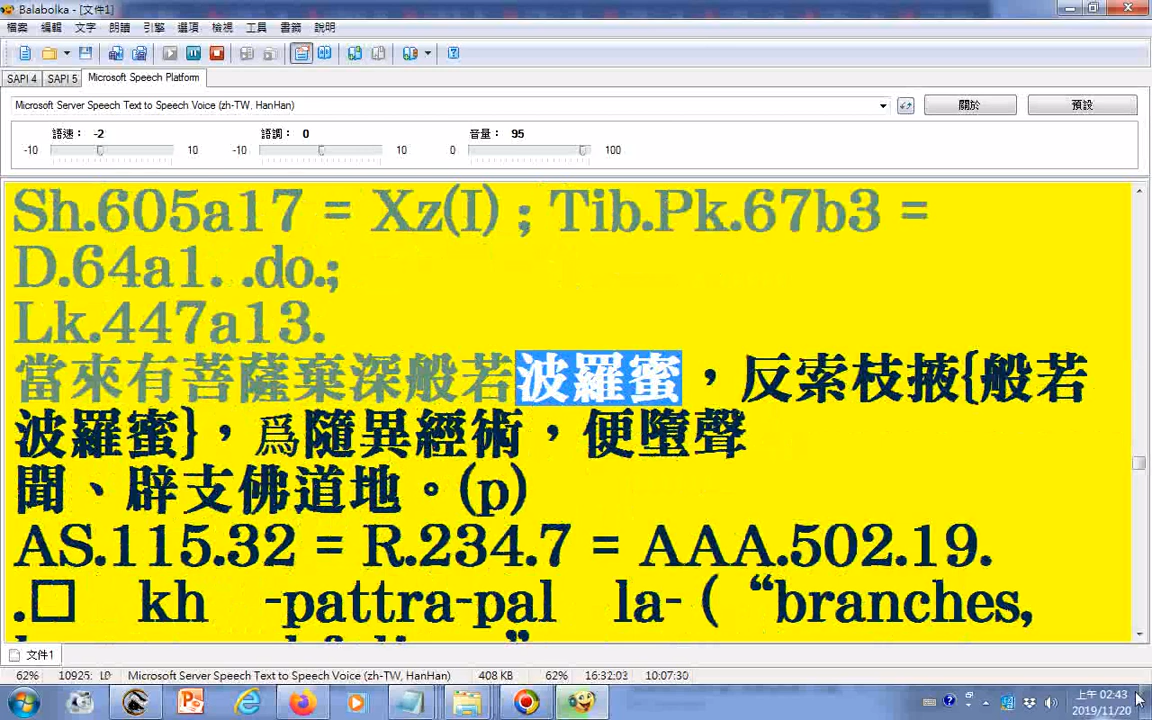 Balabolka - [文件1]
檔案 編輯 文字 朗讀 引擎 選項 檢視 工具 書籤 說明
SAPI 4 SAPI 5 Microsoft Speech Platform
Microsoft Server Speech Text to Speech Voice (zh-TW, HanHan) 關於 預設
語速： -2 語調： 0 音量： 95
-10 10 -10 10 0 100
Sh.605a17 = Xz(I) ; Tib.Pk.67b3 =
D.64a1. .do.;
Lk.447a13.
當來有菩薩棄深般若波羅蜜，反索枝掖{般若
波羅蜜}，爲隨異經術，便墮聲
聞、辟支佛道地。(p)
AS.115.32 = R.234.7 = AAA.502.19.
.□ kh -pattra-pal la- ( “branches,
文件1
62% 10925: Microsoft Server Speech Text to Speech Voice (zh-TW, HanHan) 408 KB 62% 16:32:03 10:07:30
上午 02:43
2019/11/20